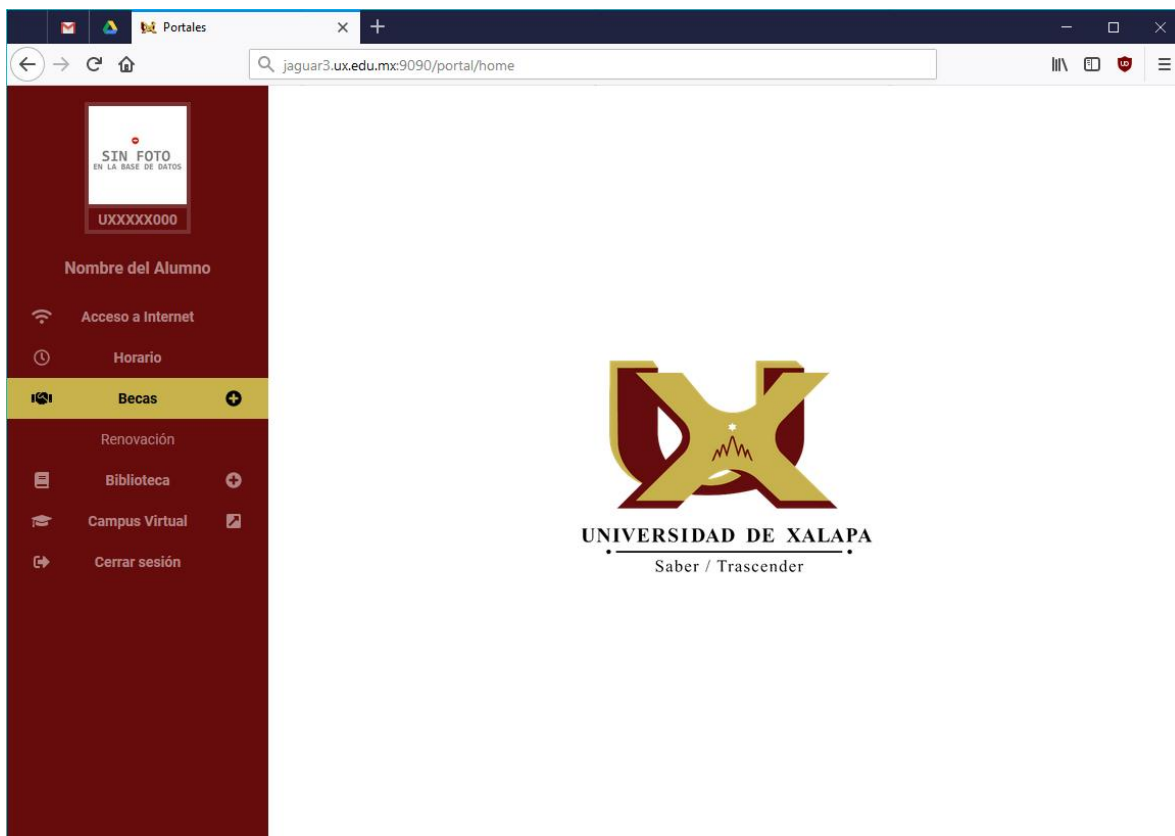 Portales
jaguar3.ux.edu.mx:9090/portal/home
SIN FOTO
EN LA BASE DE DATOS
UXXXXX000
Nombre del Alumno
Acceso a Internet
Horario
Becas
Renovación
Biblioteca
Campus Virtual
Cerrar sesión
UX
UNIVERSIDAD DE XALAPA
Saber / Trascender